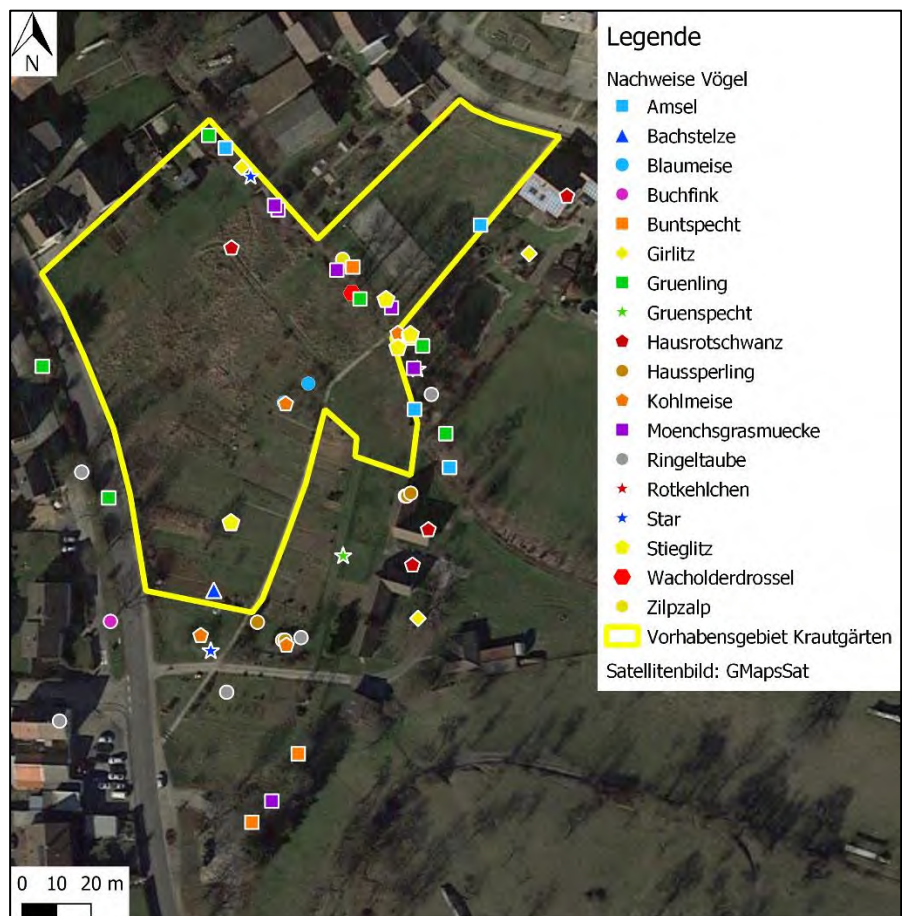 N
Legende
Nachweise Vögel
Amsel
Bachstelze
Blaumeise
Buchfink
Buntspecht
Girlitz
Gruenling
Gruenspecht
Hausrotschwanz
Haussperling
Kohlmeise
Moenchsgrasmuecke
Ringeltaube
Rotkehlchen
Star
Stieglitz
Wacholderdrossel
Zilpzalp
Vorhabensgebiet Krautgärten
Satellitenbild: GMapsSat
0 10 20 m